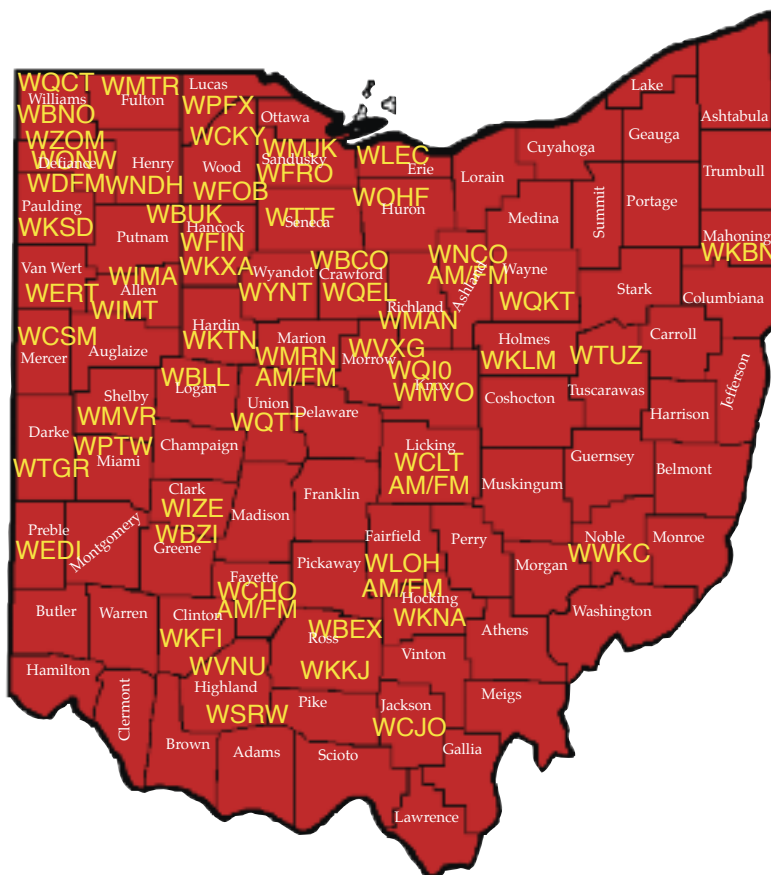 Lake
WQCT
WMTR
Lucas
Williams
Fulton
WPFX
Ottawa
Geauga
Ashtabula
WBNO
WCKY
WMJK
Cuyahoga
WZOM
WONW
Defiance
Henry
Wood
Sandusky
WLEC
Erie
Lorain
Trumbull
WDFM
WNDH
WFOB
WFRO
Summit
Portage
Paulding
WBUK
WOHF
Huron
Medina
WKSD
Putnam
Hancock
WTTF
Seneca
Mahoning
WFIN
WKBN
Van Wert
WIMA
WKXA
Wyandot
WBCO
Crawford
WNCO
AM/FM
Ashland
Wayne
Stark
Columbiana
WERT
Allen
WIMT
WYNT
WQEL
Richland
WMAN
WQKT
Hardin
WCSM
WKTN
Marion
WVXG
Morrow
Holmes
Carroll
Mercer
Auglaize
WMRN
AM/FM
WKLM
WTUZ
Jefferson
WBLL
Logan
WQI0
Knox
WMVO
Shelby
WMVR
Union
WQTT
Delaware
Coshocton
Tuscarawas
Harrison
Darke
WPTW
Miami
Champaign
Licking
WCLT
AM/FM
Guernsey
Belmont
WTGR
Clark
WIZE
Madison
Franklin
Muskingum
Preble
WEDI
Montgomery
WBZI
Greene
Fairfield
Perry
Noble
WWKC
Monroe
Pickaway
WLOH
AM/FM
Morgan
Fayette
WCHO
AM/FM
Hocking
WKNA
Washington
Butler
Warren
Clinton
WKFI
WBEX
Ross
Athens
WVNU
WKKJ
Vinton
Hamilton
Highland
WSRW
Pike
Jackson
WCJO
Meigs
Clermont
Brown
Adams
Scioto
Gallia
Lawrence